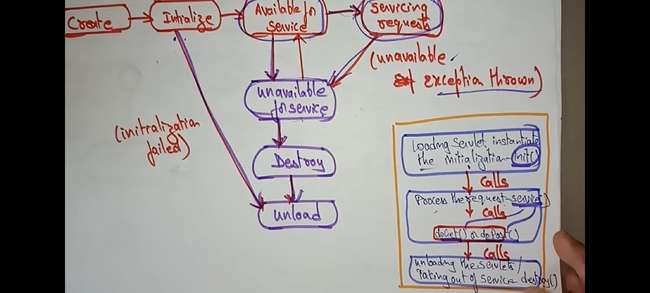 Create
Initialize
Available for
service
servicing
requests
(unavailable
exception thrown)
unavailable
for service
(initialization
failed)
Destroy
unload
Loading servlet, instantiate
the initialization init()
calls
Process the request service()
calls
doGet() or doPost()
calls
unloading the servlets/
Taking out of service destroy()